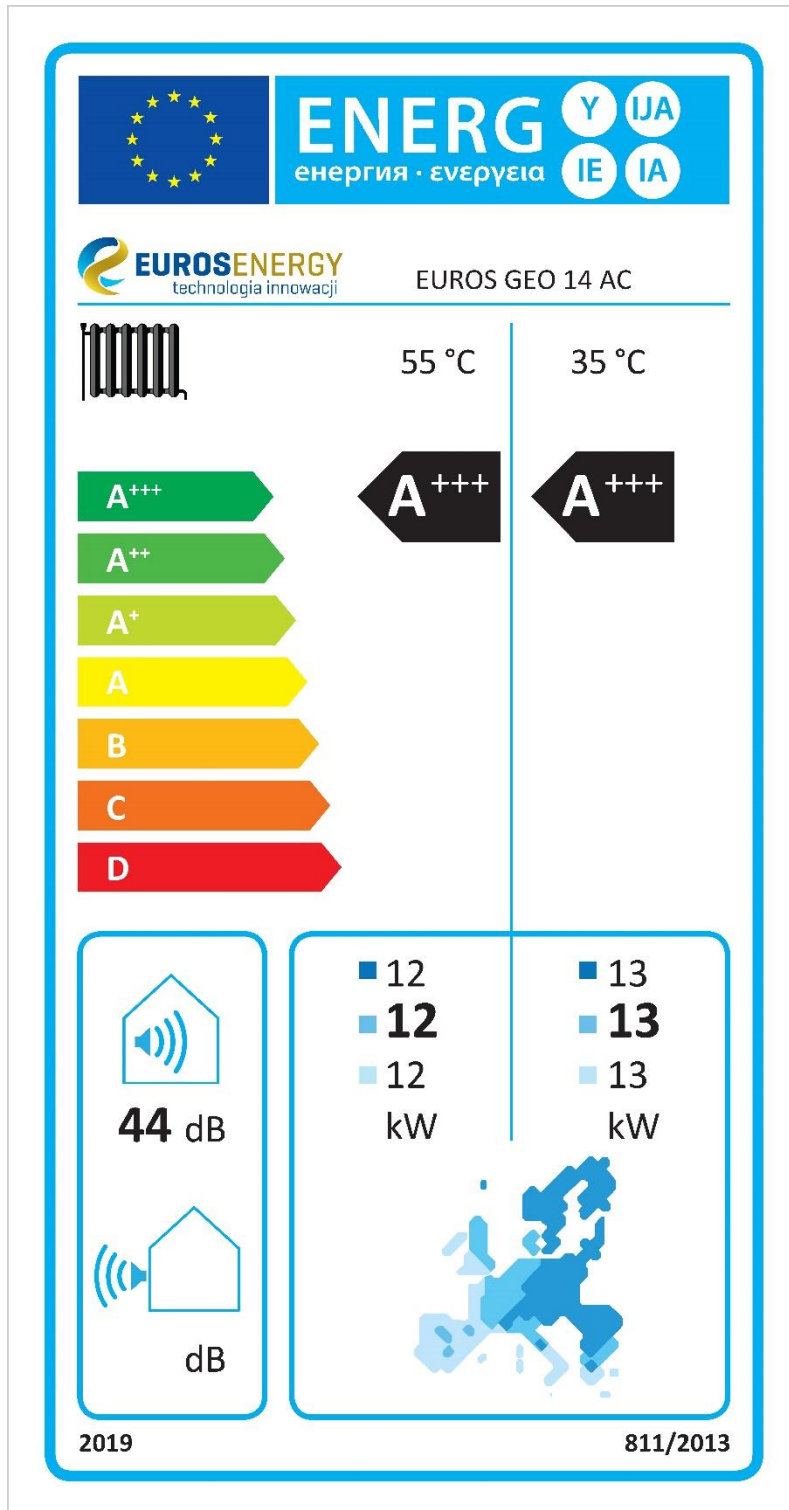 ENERG Y IJA
енергия · ενεργεια IE IA
EUROSENERGY
technologia innowacji
EUROS GEO 14 AC
55 °C 35 °C
A+++ A+++
A+++
A++
A+
A
B
C
D
44 dB
dB
12 13
12 13
12 13
kW kW
2019 811/2013